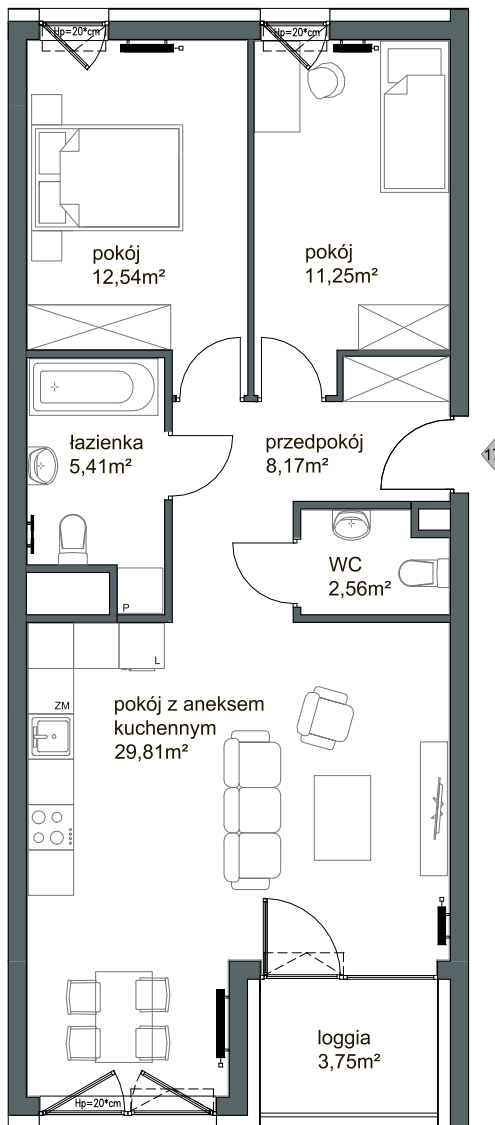 Hp=20*cm
Hp=20*cm
pokój
12,54m²
pokój
11,25m²
łazienka
5,41m²
przedpokój
8,17m²
WC
2,56m²
P
L
ZM
pokój z aneksem
kuchennym
29,81m²
loggia
3,75m²
Hp=20*cm